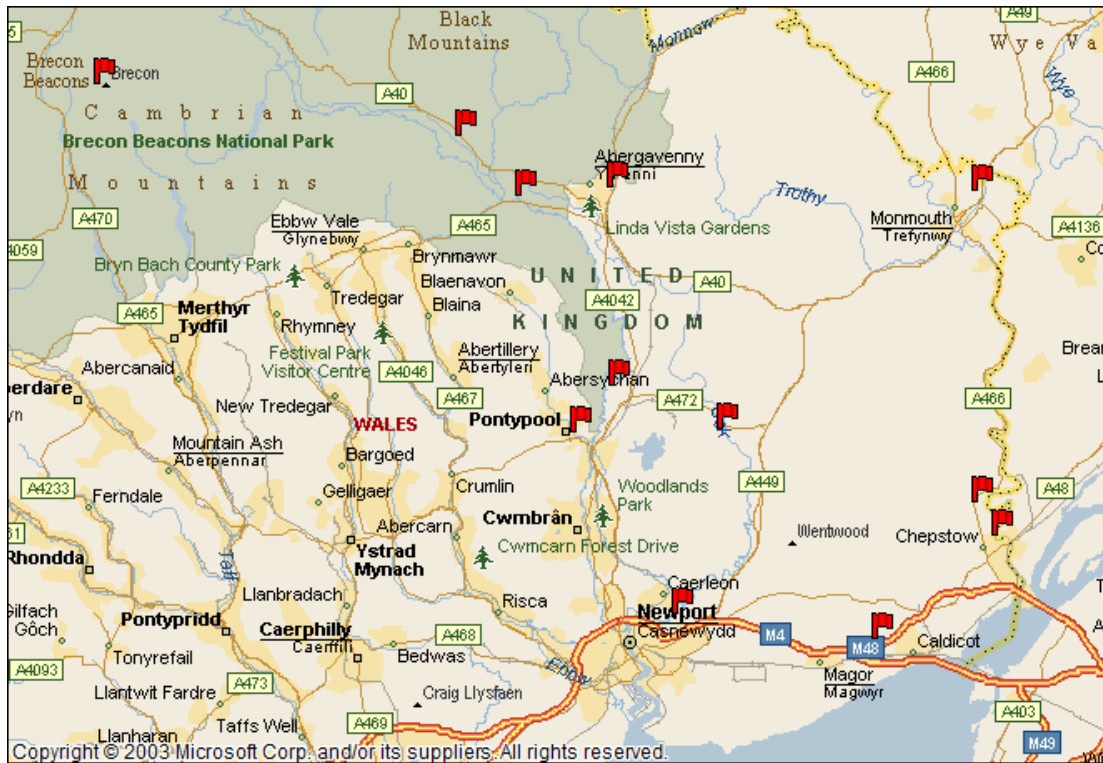 A49
Black
Mountains
Monnow
Wye Va
Brecon
Beacons
Brecon
A466
Wye
A40
Cambrian
Brecon Beacons National Park
Mountains
Abergavenny
Trothy
A470
Ebbw Vale
Glynebwy
A465
Linda Vista Gardens
Monmouth
Trefynwy
A4136
4059
Bryn Bach County Park
Brynmawr
Blaenavon
UNITED
A40
Tredegar
Blaina
A4042
A465
Merthyr
Tydfil
Rhymney
KINGDOM
Festival Park
Visitor Centre
Abertillery
Abertyleri
Abercanaid
A4046
Abersychan
A467
A472
A466
New Tredegar
WALES
Pontypool
Mountain Ash
Aberpennar
Bargoed
A4233
Gelligaer
Crumlin
Woodlands
Park
A449
A48
Ferndale
Abercarn
Cwmbrân
Wentwood
Chepstow
Rhondda
Ystrad
Mynach
Cwmcarn Forest Drive
Taff
Llanbradach
Caerleon
Gilfach
Gôch
Pontypridd
Risca
Newport
Casnewydd
Caerphilly
Caerffili
A468
M4
M48
Caldicot
Tonyrefail
Bedwas
Ebbw
A4093
Magor
Magwyr
Llantwit Fardre
A473
Craig Llysfaen
A403
Taffs Well
A469
Llanharan
M49
Copyright © 2003 Microsoft Corp. and/or its suppliers. All rights reserved.